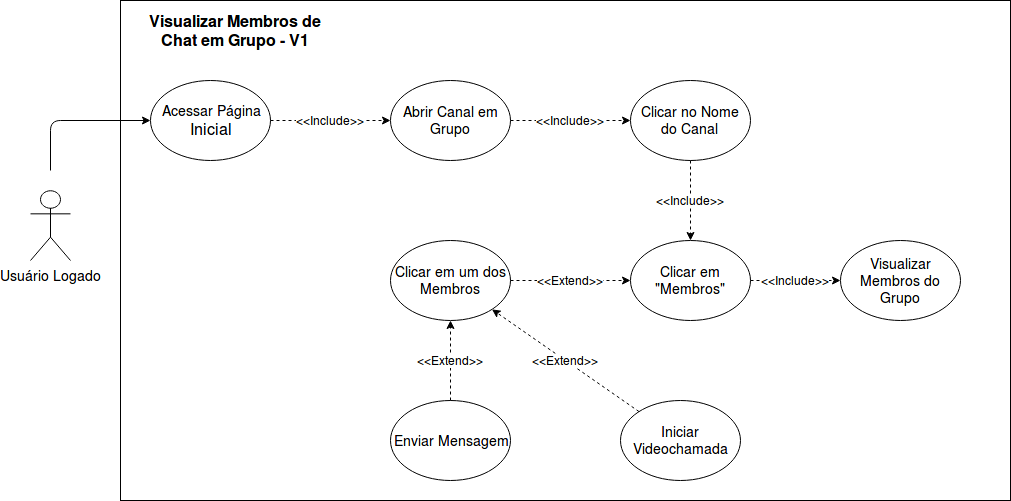 Visualizar Membros de
Chat em Grupo - V1
Acessar Página
Inicial
<<Include>>
Abrir Canal em
Grupo
<<Include>>
Clicar no Nome
do Canal
<<Include>>
Usuário Logado
Clicar em um dos
Membros
<<Extend>>
Clicar em
"Membros"
<<Include>>
Visualizar
Membros do
Grupo
<<Extend>>
<<Extend>>
Enviar Mensagem
Iniciar
Videochamada